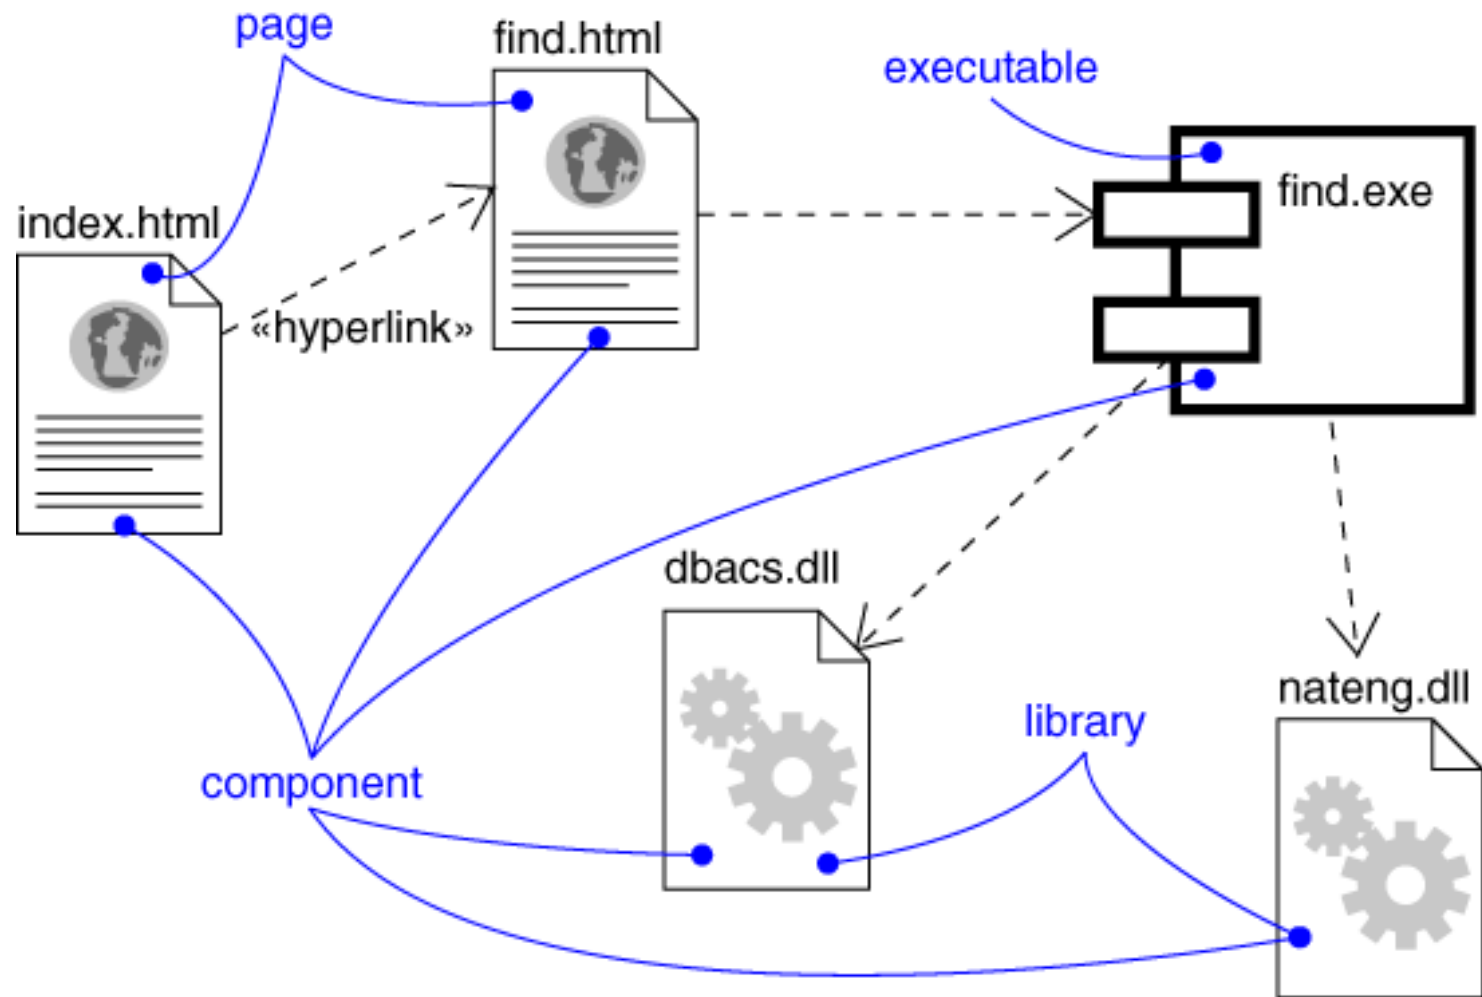 page
find.html
executable
find.exe
index.html
«hyperlink»
dbacs.dll
nateng.dll
library
component